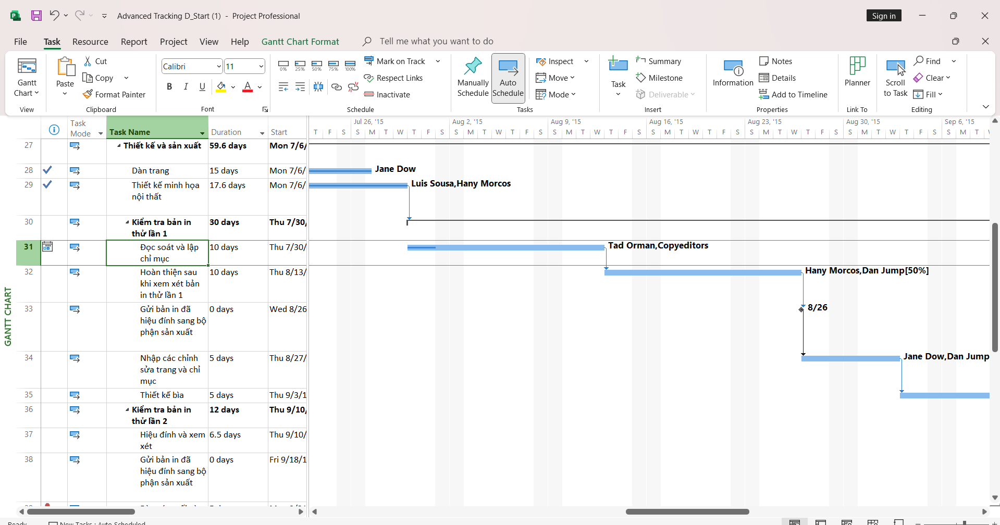 Advanced Tracking D_Start (1) - Project Professional
Sign in
File Task Resource Report Project View Help Gantt Chart Format Tell me what you want to do
Gantt Chart
View
Paste
Cut
Copy
Format Painter
Clipboard
Calibri 11
B I U A
Font
0% 25% 50% 75% 100%
Mark on Track
Respect Links
Inactivate
Schedule
Manually Schedule
Auto Schedule
Inspect
Move
Mode
Tasks
Task
Summary
Milestone
Deliverable
Insert
Information
Notes
Details
Add to Timeline
Properties
Planner
Link To
Scroll to Task
Find
Clear
Fill
Editing
Task Mode Task Name Duration Start
Jul 26, '15 Aug 2, '15 Aug 9, '15 Aug 16, '15 Aug 23, '15 Aug 30, '15 Sep 6, '15
T F S S M T W T F S S M T W T F S S M T W T F S S M T W T F S S M T W T F S S M T W T F S S M T
27 Thiết kế và sản xuất 59.6 days Mon 7/6/
28 Dàn trang 15 days Mon 7/6/ Jane Dow
29 Thiết kế minh họa 17.6 days Mon 7/6/ Luis Sousa,Hany Morcos
nội thất
30 Kiểm tra bản in 30 days Thu 7/30/
thử lần 1
31 Đọc soát và lập 10 days Thu 7/30/ Tad Orman,Copyeditors
chỉ mục
32 Hoàn thiện sau 10 days Thu 8/13/ Hany Morcos,Dan Jump[50%]
khi xem xét bản
in thử lần 1
33 Gửi bản in đã 0 days Wed 8/26 8/26
hiệu đính sang bộ
phận sản xuất
34 Nhập các chỉnh 5 days Thu 8/27/ Jane Dow,Dan Jump
sửa trang và chỉ
mục
35 Thiết kế bìa 5 days Thu 9/3/1
36 Kiểm tra bản in 12 days Thu 9/10/
thử lần 2
37 Hiệu đính và xem 6.5 days Thu 9/10/
xét
38 Gửi bản in đã 0 days Fri 9/18/1
hiệu đính sang bộ
phận sản xuất
GANTT CHART
Ready New Tasks : Auto Scheduled